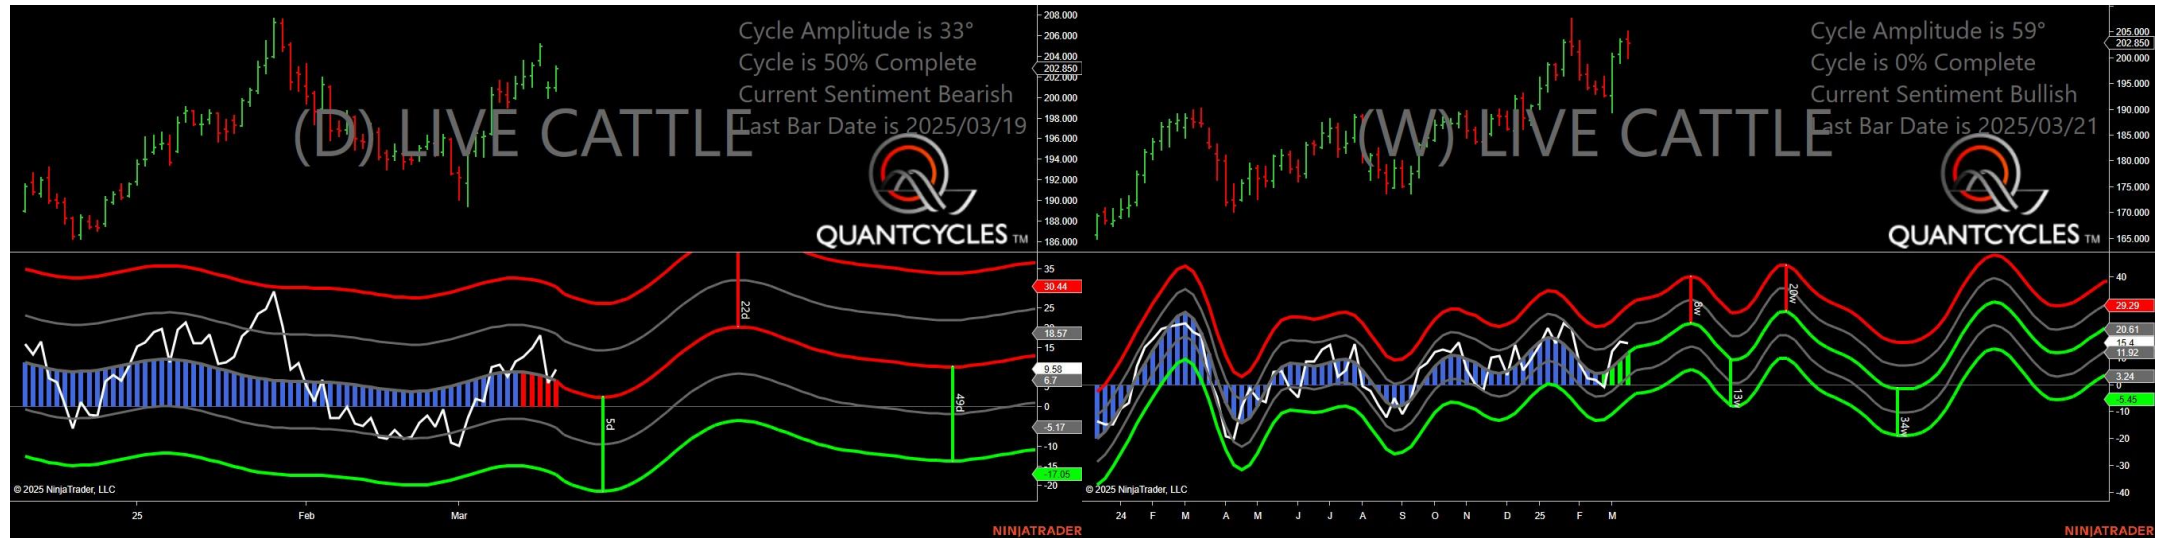 Cycle Amplitude is 33°
Cycle is 50% Complete
Current Sentiment Bearish
Last Bar Date is 2025/03/19
(D) LIVE CATTLE
QUANTCYCLES TM
208.000
206.000
204.000
202.850
202.000
200.000
198.000
196.000
194.000
192.000
190.000
188.000
186.000
35
30.44
25
18.57
15
9.58
6.7
5
0
-5.17
-10
-15
-17.05
-20
22d
5d
49d
© 2025 NinjaTrader, LLC
25 Feb Mar
NINJATRADER
Cycle Amplitude is 59°
Cycle is 0% Complete
Current Sentiment Bullish
Last Bar Date is 2025/03/21
(W) LIVE CATTLE
QUANTCYCLES TM
205.000
202.850
200.000
195.000
190.000
185.000
180.000
175.000
170.000
165.000
40
29.29
20.61
15.4
11.92
3.24
0
-5.45
-10
-20
-30
-40
8w
20w
13w
34w
© 2025 NinjaTrader, LLC
24 F M A M J J A S O N D 25 F M
NINJATRADER